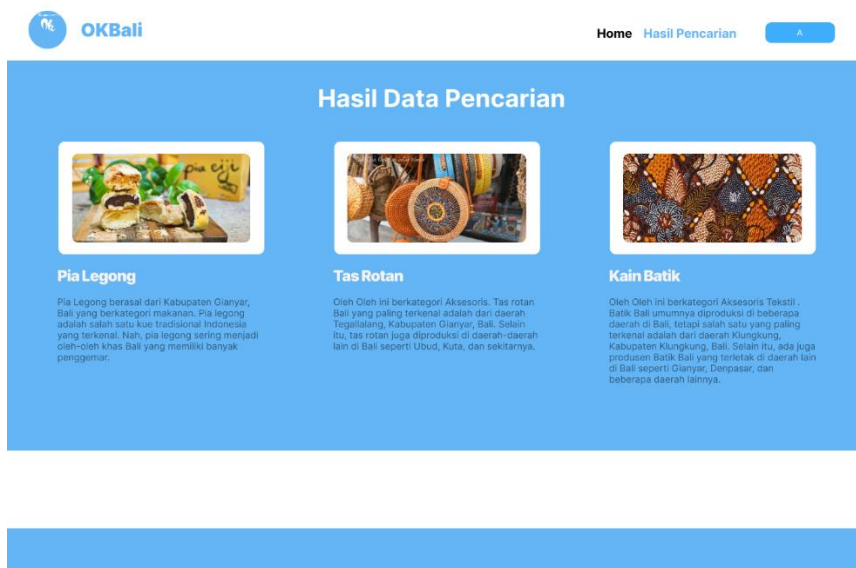 OKBali
Home Hasil Pencarian A
Hasil Data Pencarian
pia eiji
Pia Legong
Pia Legong berasal dari Kabupaten Gianyar,
Bali yang berkategori makanan. Pia legong
adalah salah satu kue tradisional Indonesia
yang terkenal. Nah, pia legong sering menjadi
oleh-oleh khas Bali yang memiliki banyak
penggemar.
Tas Rotan
Oleh Oleh ini berkategori Aksesoris. Tas rotan
Bali yang paling terkenal adalah dari daerah
Tegallalang, Kabupaten Gianyar, Bali. Selain
itu, tas rotan juga diproduksi di daerah-daerah
lain di Bali seperti Ubud, Kuta, dan sekitarnya.
Kain Batik
Oleh Oleh ini berkategori Aksesoris Tekstil .
Batik Bali umumnya diproduksi di beberapa
daerah di Bali, tetapi salah satu yang paling
terkenal adalah dari daerah Klungkung,
Kabupaten Klungkung, Bali. Selain itu, ada juga
produsen Batik Bali yang terletak di daerah lain
di Bali seperti Gianyar, Denpasar, dan
beberapa daerah lainnya.